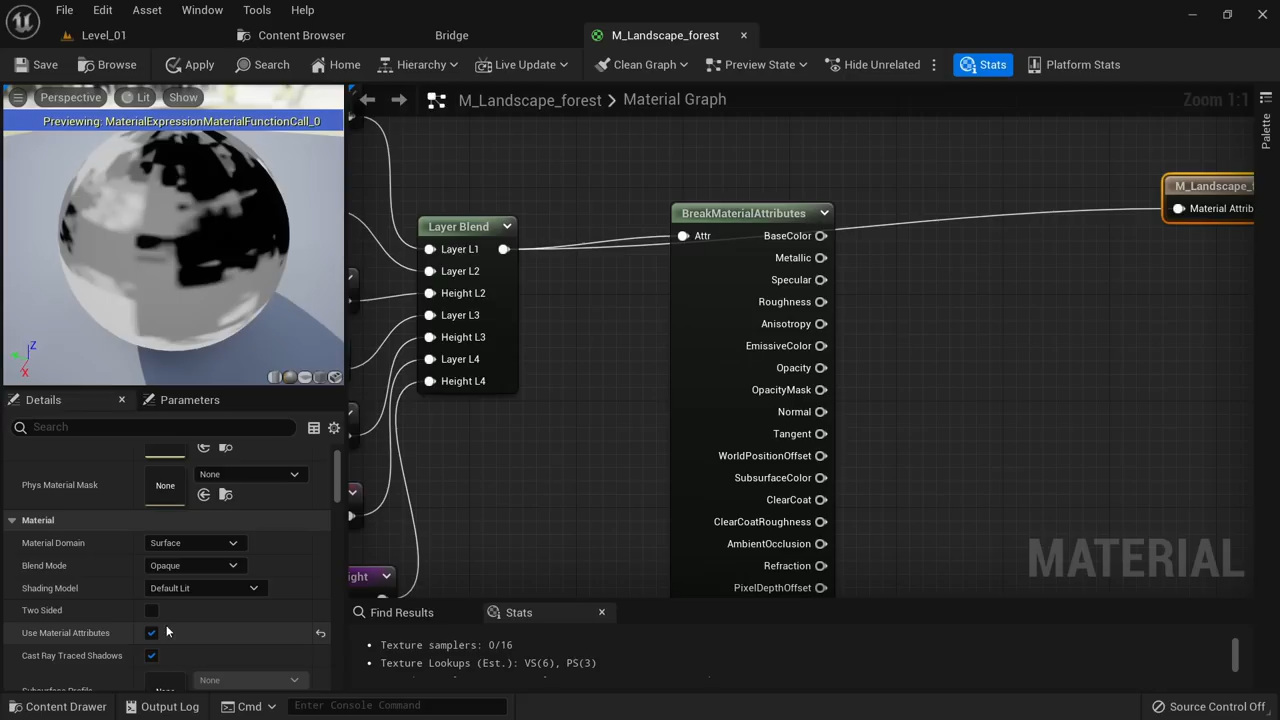 File Edit Asset Window Tools Help
Level_01 Content Browser Bridge M_Landscape_forest
Save Browse Apply Search Home Hierarchy Live Update Clean Graph Preview State Hide Unrelated Stats Platform Stats
Perspective Lit Show
M_Landscape_forest Material Graph Zoom 1:1
Palette
Previewing: MaterialExpressionMaterialFunctionCall_0
Z
X
Layer Blend
Layer L1
Layer L2
Height L2
Layer L3
Height L3
Layer L4
Height L4
ight
BreakMaterialAttributes
Attr BaseColor
Metallic
Specular
Roughness
Anisotropy
EmissiveColor
Opacity
OpacityMask
Normal
Tangent
WorldPositionOffset
SubsurfaceColor
ClearCoat
ClearCoatRoughness
AmbientOcclusion
Refraction
PixelDepthOffset
M_Landscape_
Material Attrib
MATERIAL
Details Parameters
Search
None
Phys Material Mask None
Material
Material Domain Surface
Blend Mode Opaque
Shading Model Default Lit
Two Sided
Use Material Attributes
Cast Ray Traced Shadows
None
Find Results Stats
Texture samplers: 0/16
Texture Lookups (Est.): VS(6), PS(3)
Content Drawer Output Log Cmd Enter Console Command Source Control Off